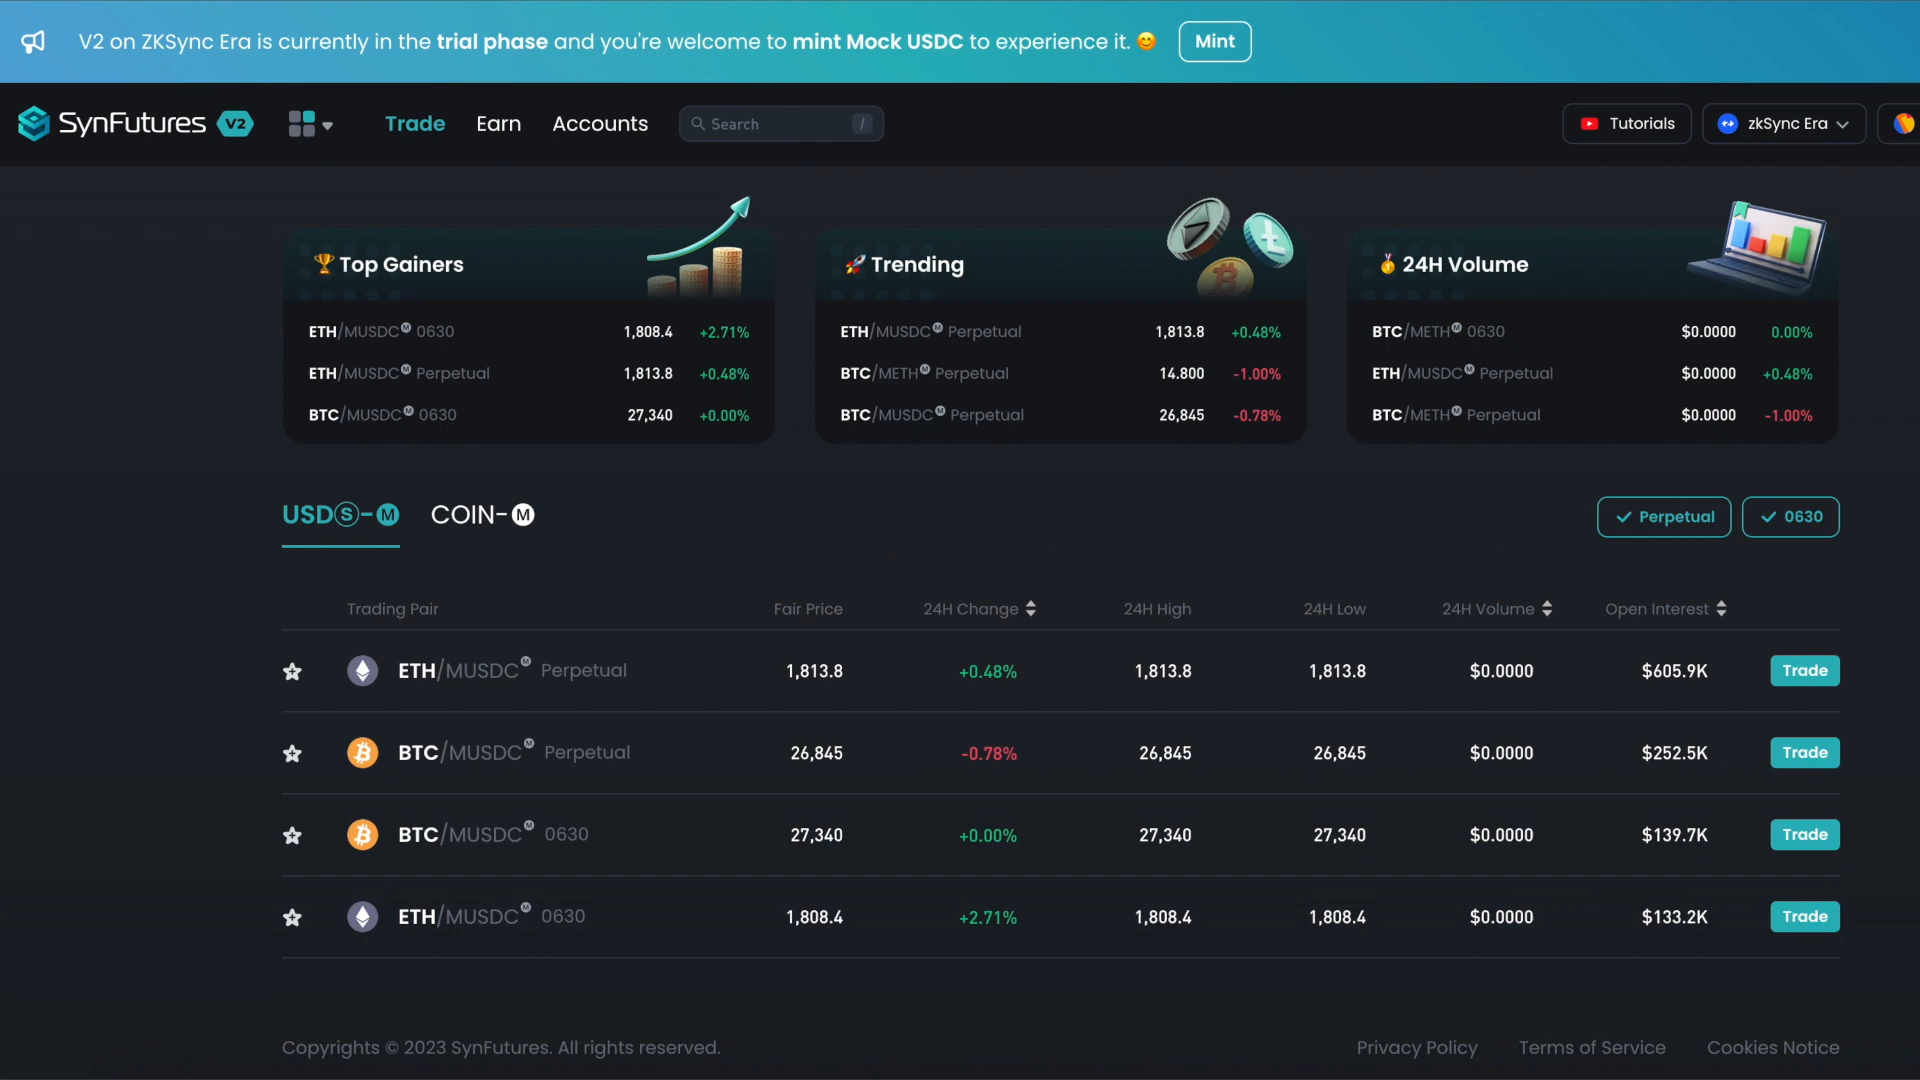 V2 on ZKSync Era is currently in the trial phase and you're welcome to mint Mock USDC to experience it. 😊 Mint
SynFutures V2 Trade Earn Accounts Search / Tutorials zkSync Era
🏆 Top Gainers
ETH/MUSDC Ⓜ 0630 1,808.4 +2.71%
ETH/MUSDC Ⓜ Perpetual 1,813.8 +0.48%
BTC/MUSDC Ⓜ 0630 27,340 +0.00%
🚀 Trending
ETH/MUSDC Ⓜ Perpetual 1,813.8 +0.48%
BTC/METH Ⓜ Perpetual 14.800 -1.00%
BTC/MUSDC Ⓜ Perpetual 26,845 -0.78%
🥇 24H Volume
BTC/METH Ⓜ 0630 $0.0000 0.00%
ETH/MUSDC Ⓜ Perpetual $0.0000 +0.48%
BTC/METH Ⓜ Perpetual $0.0000 -1.00%
USDⓈ-Ⓜ COIN-Ⓜ Perpetual 0630
Trading Pair Fair Price 24H Change 24H High 24H Low 24H Volume Open Interest
ETH/MUSDC Ⓜ Perpetual 1,813.8 +0.48% 1,813.8 1,813.8 $0.0000 $605.9K Trade
BTC/MUSDC Ⓜ Perpetual 26,845 -0.78% 26,845 26,845 $0.0000 $252.5K Trade
BTC/MUSDC Ⓜ 0630 27,340 +0.00% 27,340 27,340 $0.0000 $139.7K Trade
ETH/MUSDC Ⓜ 0630 1,808.4 +2.71% 1,808.4 1,808.4 $0.0000 $133.2K Trade
Copyrights © 2023 SynFutures. All rights reserved. Privacy Policy Terms of Service Cookies Notice